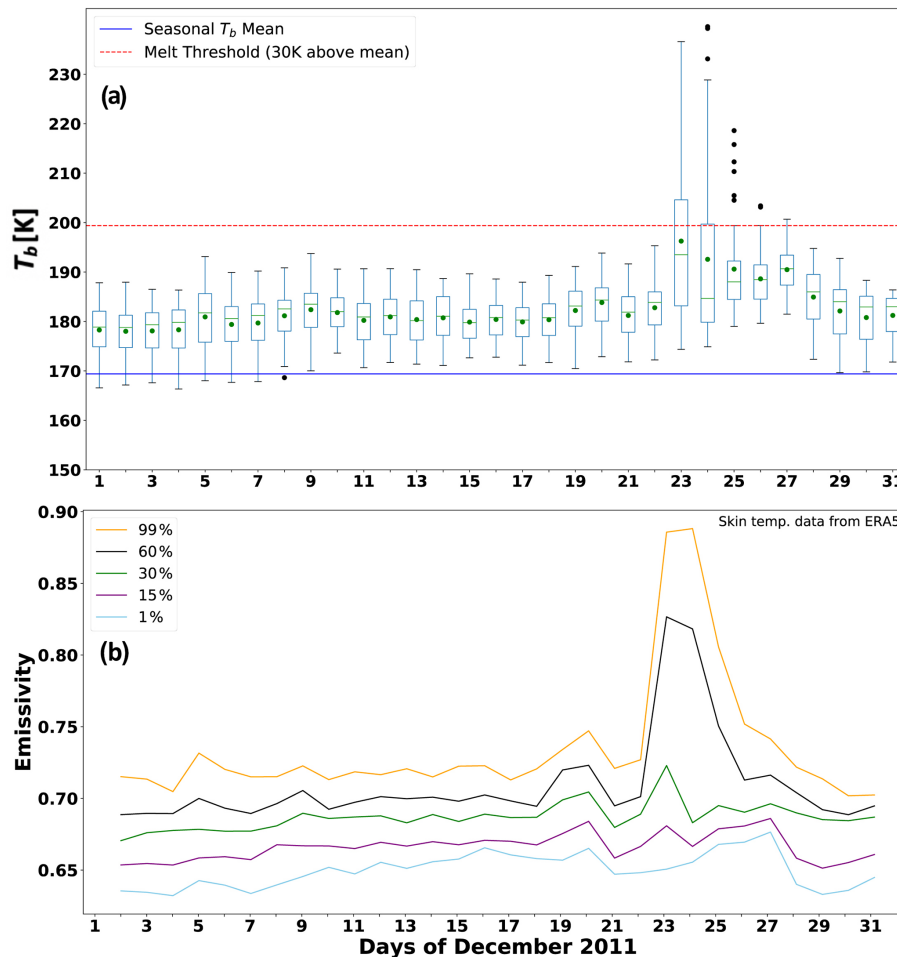 Seasonal T_b Mean
Melt Threshold (30K above mean)
(a)
T_b [K]
230
220
210
200
190
180
170
160
150
1 3 5 7 9 11 13 15 17 19 21 23 25 27 29 31
0.90
Skin temp. data from ERA5
99%
60%
30%
15%
1%
(b)
Emissivity
0.85
0.80
0.75
0.70
0.65
1 3 5 7 9 11 13 15 17 19 21 23 25 27 29 31
Days of December 2011